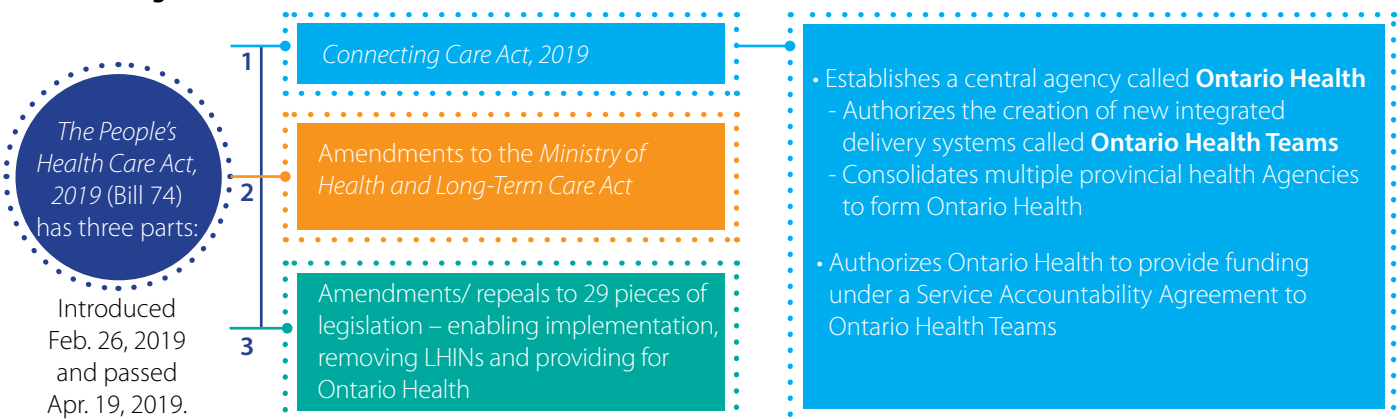 The People's
Health Care Act,
2019 (Bill 74)
has three parts:
Introduced
Feb. 26, 2019
and passed
Apr. 19, 2019.
1
Connecting Care Act, 2019
2
Amendments to the Ministry of
Health and Long-Term Care Act
3
Amendments/ repeals to 29 pieces of
legislation – enabling implementation,
removing LHINs and providing for
Ontario Health
• Establishes a central agency called Ontario Health
- Authorizes the creation of new integrated
delivery systems called Ontario Health Teams
- Consolidates multiple provincial health Agencies
to form Ontario Health
• Authorizes Ontario Health to provide funding
under a Service Accountability Agreement to
Ontario Health Teams